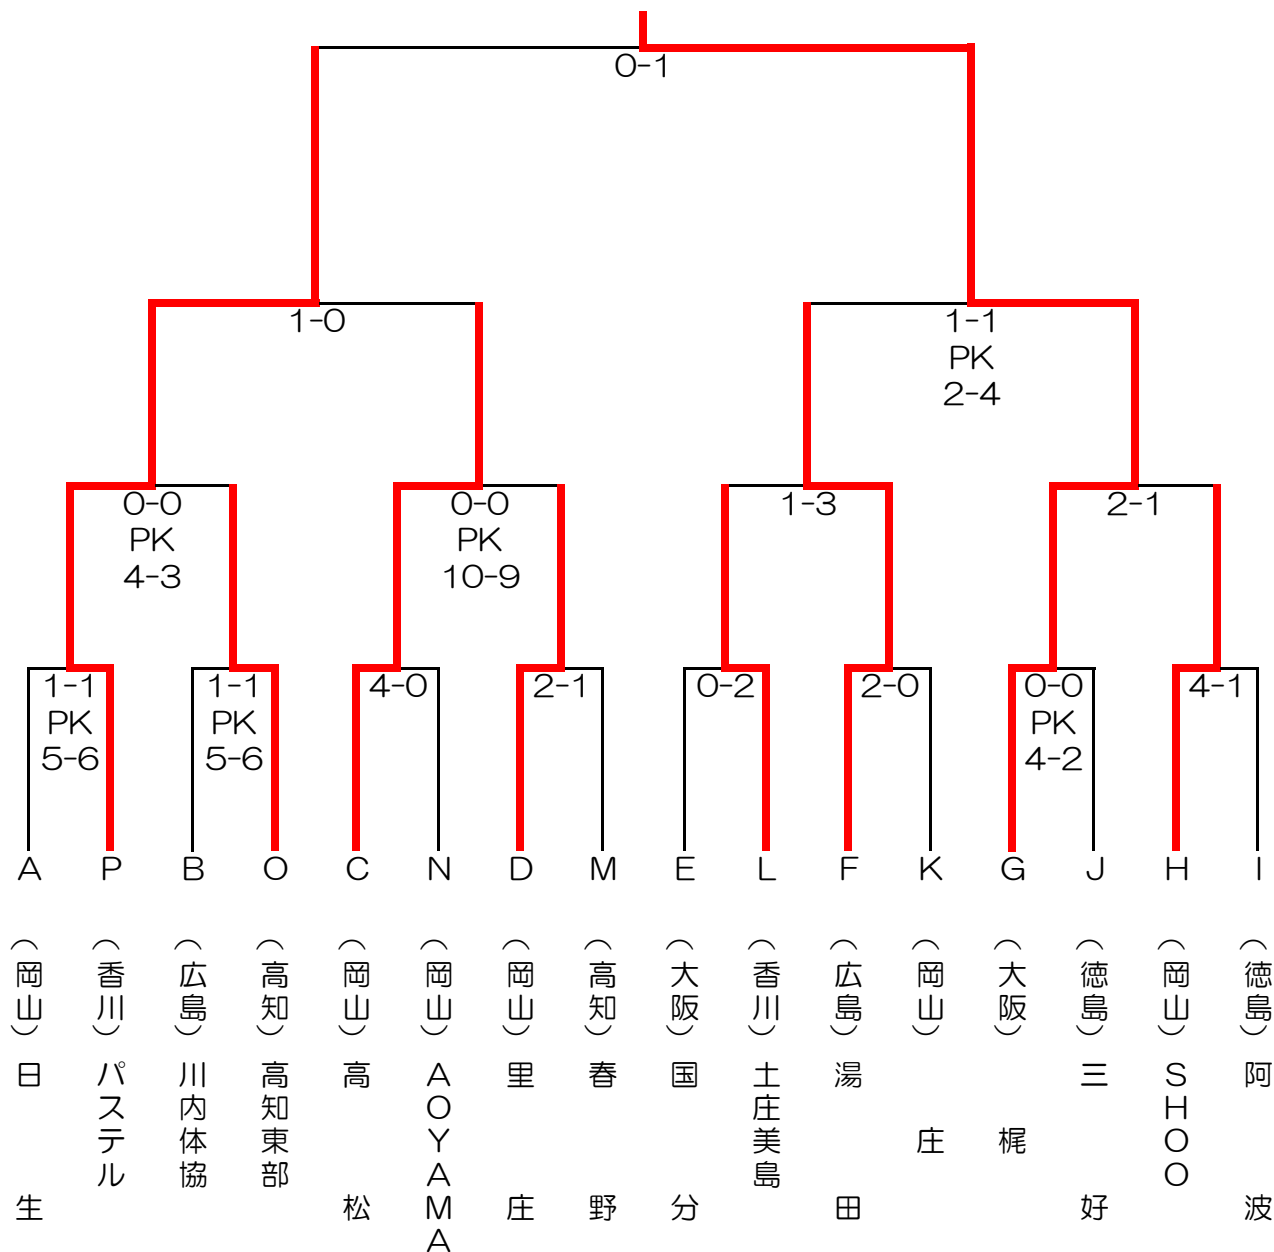 0-1
1-0
1-1
PK
2-4
0-0
PK
4-3
0-0
PK
10-9
1-3
2-1
1-1
PK
5-6
1-1
PK
5-6
4-0
2-1
0-2
2-0
0-0
PK
4-2
4-1
A P B O C N D M E L F K G J H I
（岡山）日生
（香川）パステル
（広島）川内体協
（高知）高知東部
（岡山）高松
（岡山）AOYAMA
（岡山）里庄
（高知）春野
（大阪）国分
（香川）土庄美島
（広島）湯田
（岡山）庄
（大阪）梶
（徳島）三好
（岡山）SHOO
（徳島）阿波